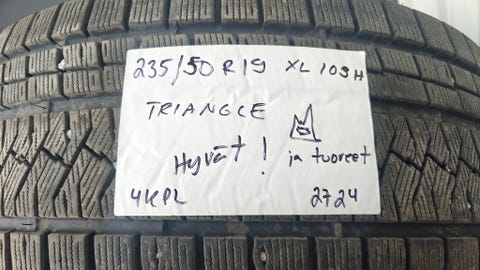 235/50 R19 XL 103H
TRIANGLE
Hyvät! ja tuoreet
4KPL 2724